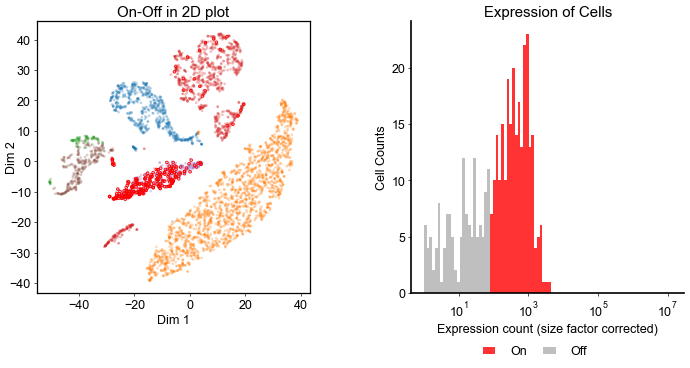 On-Off in 2D plot
Dim 2
40
30
20
10
0
−10
−20
−30
−40
−40 −20 0 20 40
Dim 1
Expression of Cells
Cell Counts
20
15
10
5
0
10^1 10^3 10^5 10^7
Expression count (size factor corrected)
On Off